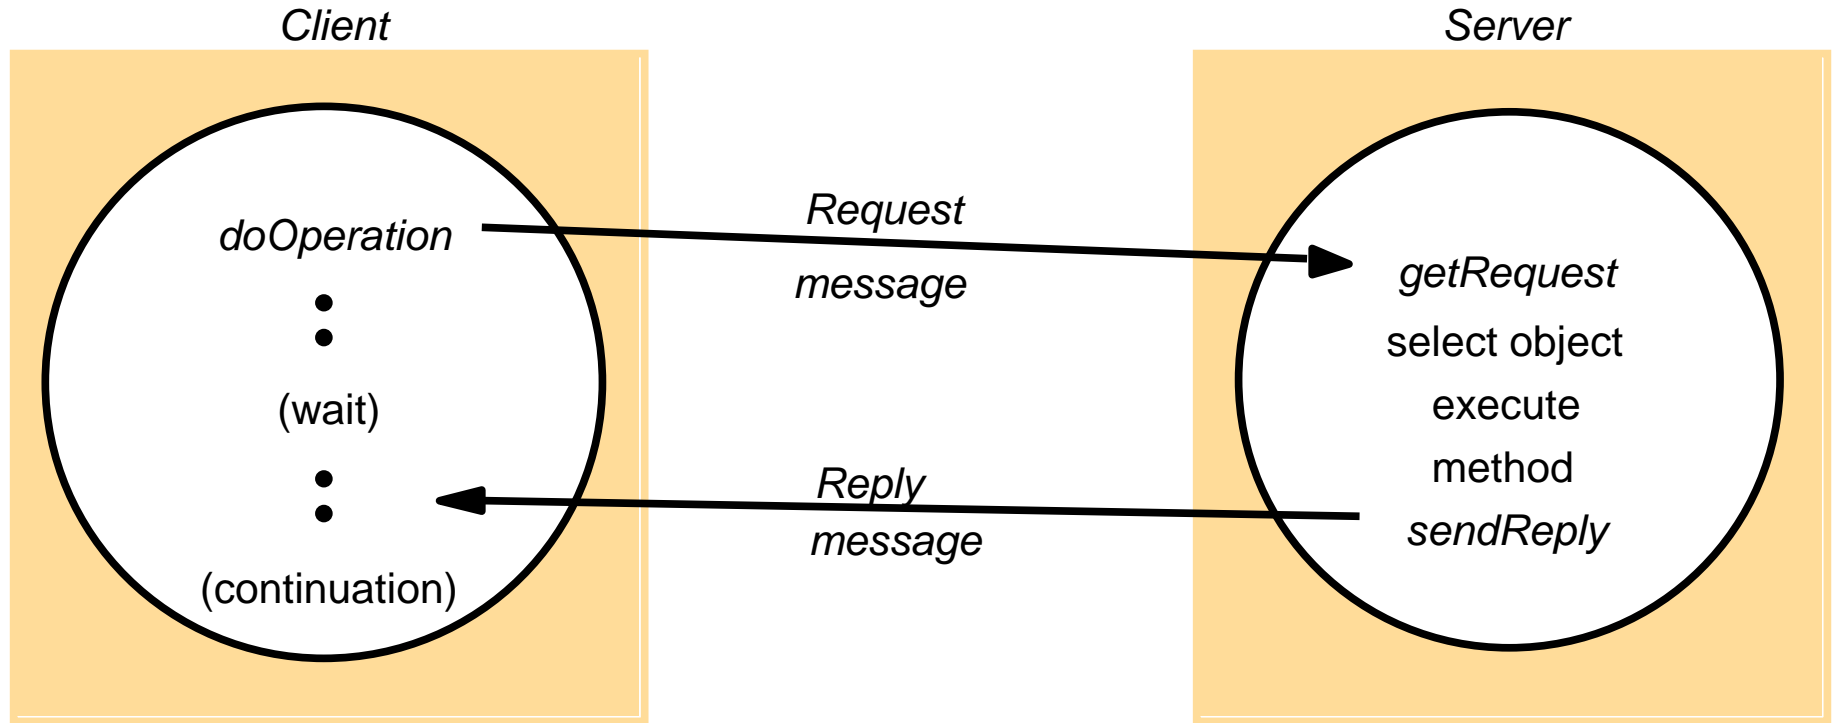 Client
Server
doOperation
(wait)
(continuation)
Request
message
Reply
message
getRequest
select object
execute
method
sendReply